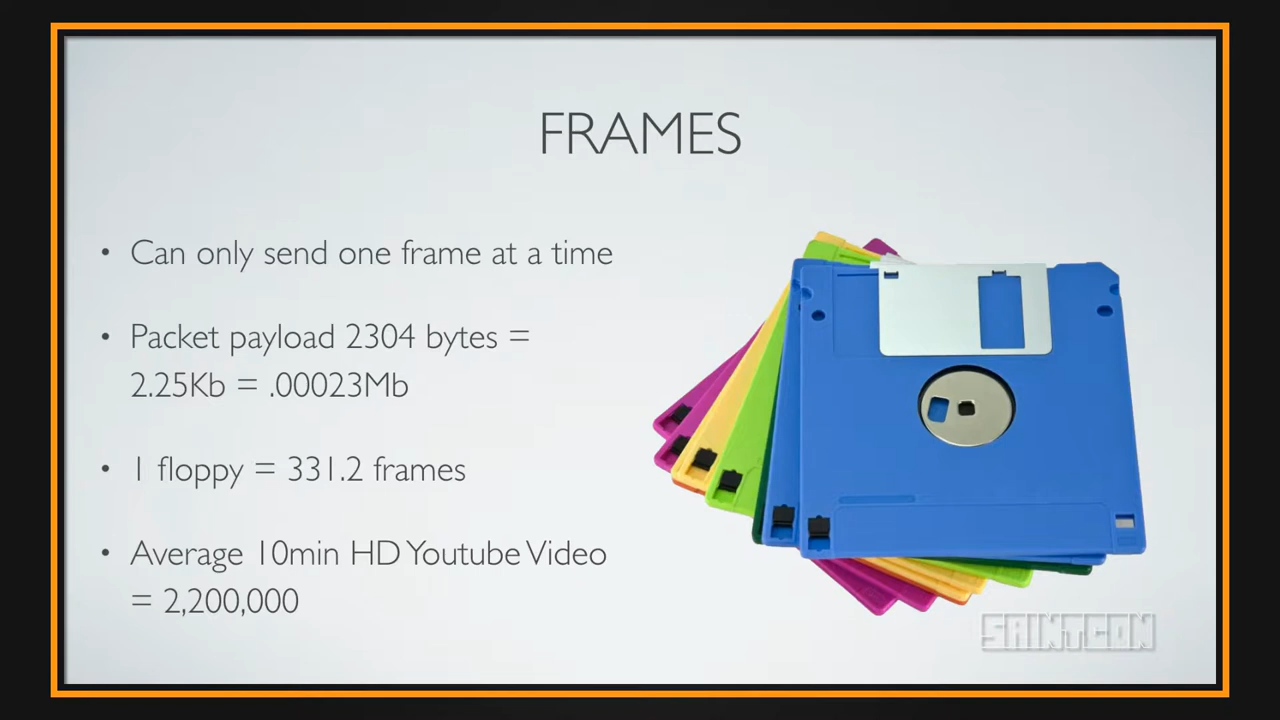 FRAMES
• Can only send one frame at a time
• Packet payload 2304 bytes =
2.25Kb = .00023Mb
• 1 floppy = 331.2 frames
• Average 10min HD Youtube Video
= 2,200,000
SAINTCON